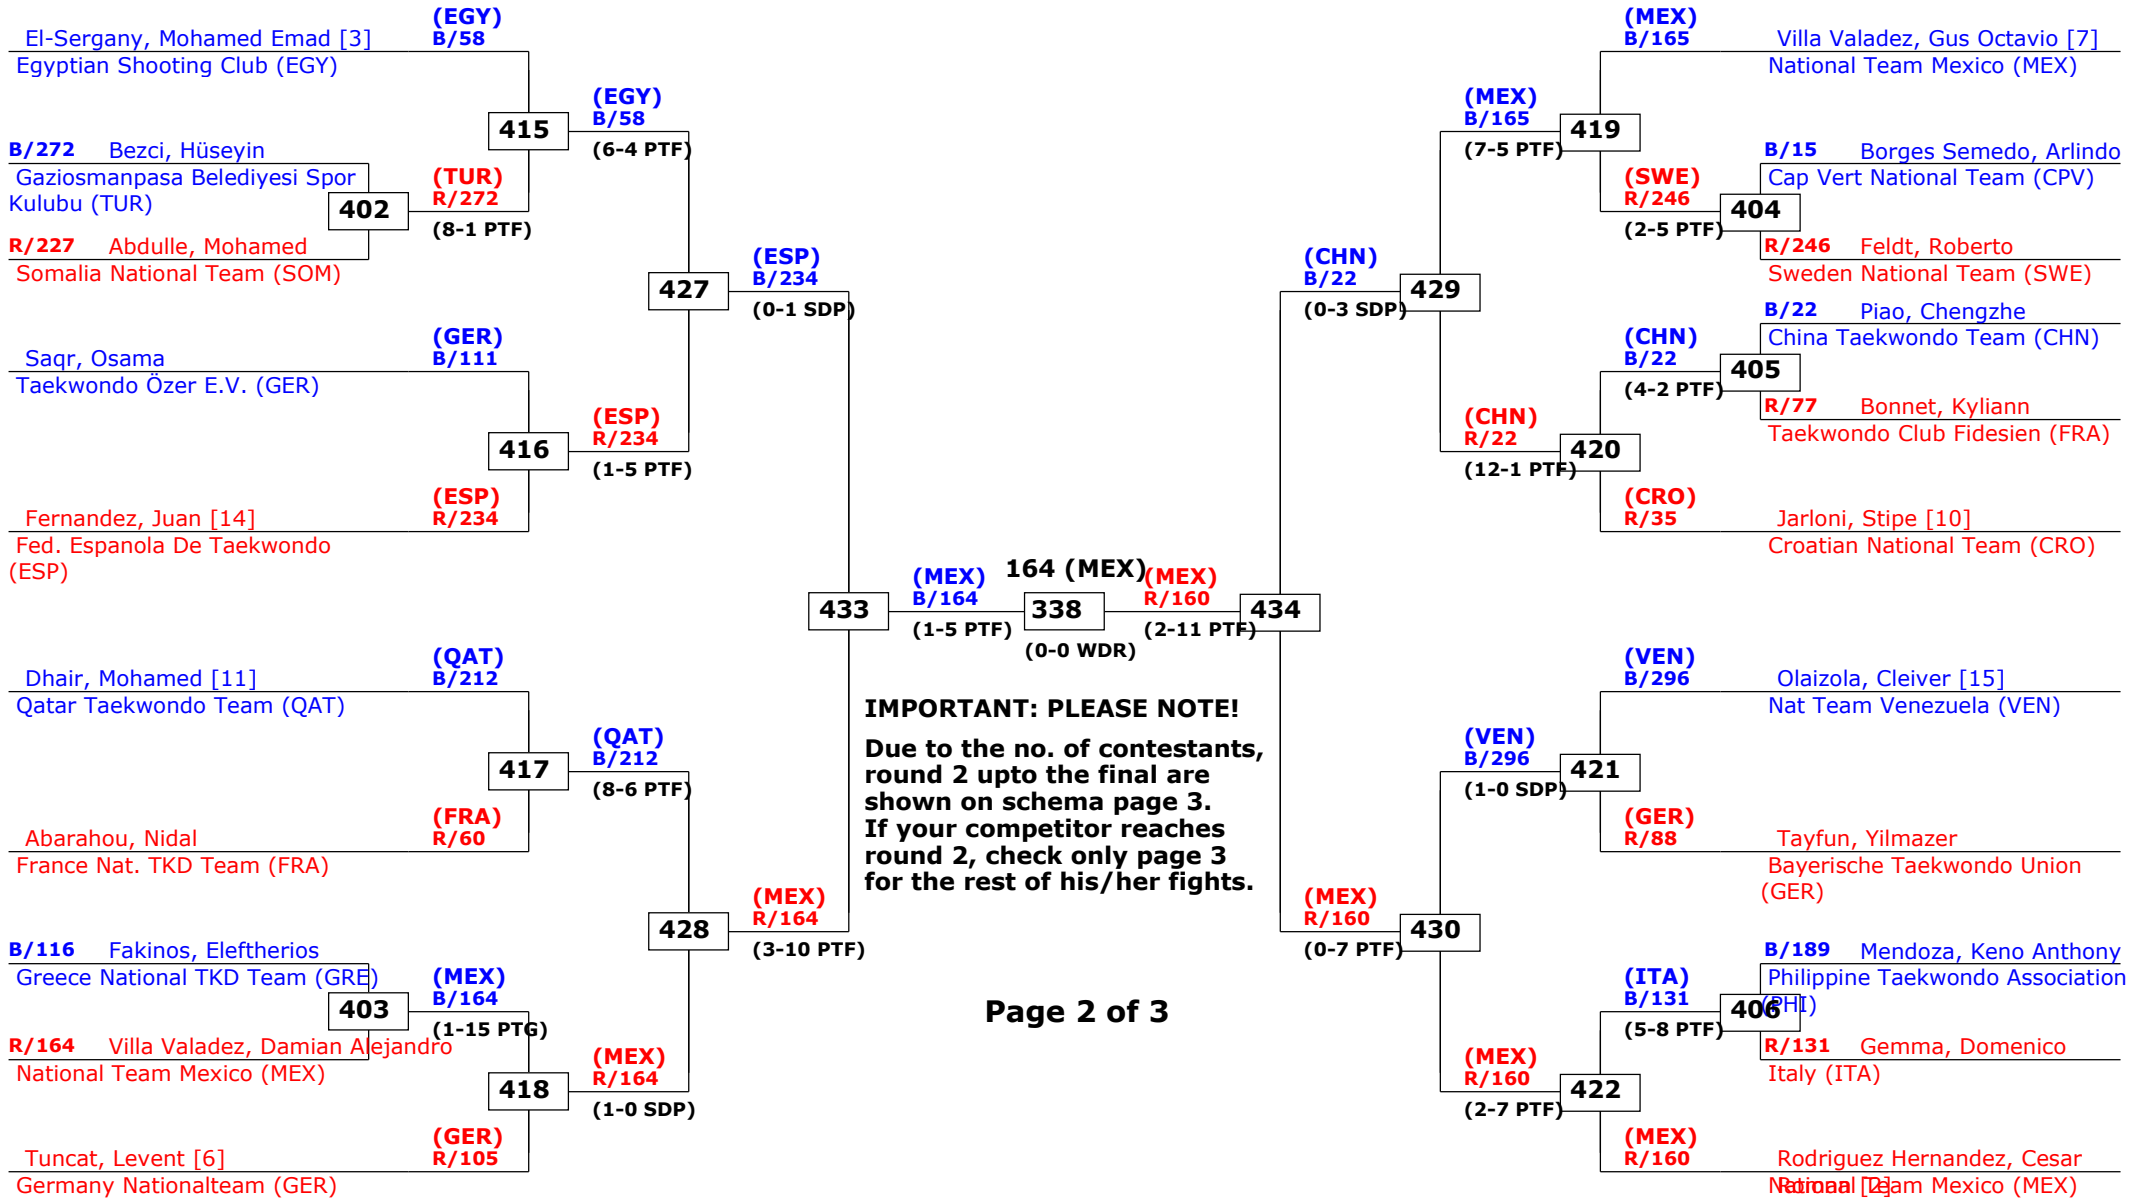 (EGY)
El-Sergany, Mohamed Emad [3]
B/58
Egyptian Shooting Club (EGY)
415
(EGY)
B/58
(6-4 PTF)
B/272 Bezci, Hüseyin
Gaziosmanpasa Belediyesi Spor
Kulubu (TUR)
402
(TUR)
R/272
(8-1 PTF)
R/227 Abdulle, Mohamed
Somalia National Team (SOM)
427
(ESP)
B/234
(0-1 SDP)
(GER)
Saqr, Osama
B/111
Taekwondo Özer E.V. (GER)
416
(ESP)
R/234
(1-5 PTF)
(ESP)
Fernandez, Juan [14]
R/234
Fed. Espanola De Taekwondo
(ESP)
433
(MEX)
B/164
(1-5 PTF)
(QAT)
Dhair, Mohamed [11]
B/212
Qatar Taekwondo Team (QAT)
417
(QAT)
B/212
(8-6 PTF)
(FRA)
Abarahou, Nidal
R/60
France Nat. TKD Team (FRA)
428
(MEX)
R/164
(3-10 PTF)
B/116 Fakinos, Eleftherios
Greece National TKD Team (GRE)
403
(MEX)
B/164
(1-15 PTG)
R/164 Villa Valadez, Damian Alejandro
National Team Mexico (MEX)
418
(MEX)
R/164
(1-0 SDP)
(GER)
Tuncat, Levent [6]
R/105
Germany Nationalteam (GER)
164 (MEX)
338
(0-0 WDR)
IMPORTANT: PLEASE NOTE!
Due to the no. of contestants,
round 2 upto the final are
shown on schema page 3.
If your competitor reaches
round 2, check only page 3
for the rest of his/her fights.
Page 2 of 3
(MEX)
R/160
(2-11 PTF)
434
(CHN)
B/22
(0-3 SDP)
429
(MEX)
B/165
(7-5 PTF)
419
(MEX)
B/165
Villa Valadez, Gus Octavio [7]
National Team Mexico (MEX)
(SWE)
R/246
(2-5 PTF)
404
B/15 Borges Semedo, Arlindo
Cap Vert National Team (CPV)
R/246 Feldt, Roberto
Sweden National Team (SWE)
(CHN)
R/22
(12-1 PTF)
420
(CHN)
B/22
(4-2 PTF)
405
B/22 Piao, Chengzhe
China Taekwondo Team (CHN)
R/77 Bonnet, Kyliann
Taekwondo Club Fidesien (FRA)
(CRO)
R/35
Jarloni, Stipe [10]
Croatian National Team (CRO)
(MEX)
R/160
(0-7 PTF)
430
(VEN)
B/296
(1-0 SDP)
421
(VEN)
B/296
Olaizola, Cleiver [15]
Nat Team Venezuela (VEN)
(GER)
R/88
Tayfun, Yilmazer
Bayerische Taekwondo Union
(GER)
(MEX)
R/160
(2-7 PTF)
422
(ITA)
B/131
(5-8 PTF)
406
B/189 Mendoza, Keno Anthony
Philippine Taekwondo Association
(PHI)
R/131 Gemma, Domenico
Italy (ITA)
(MEX)
R/160
Rodriguez Hernandez, Cesar
Roman [2]
National Team Mexico (MEX)